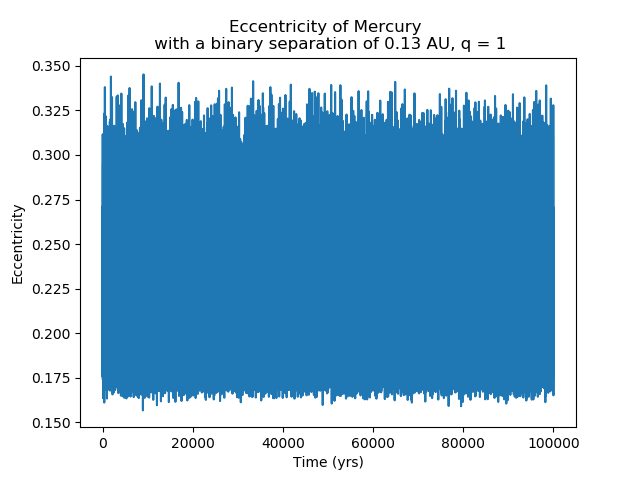 Eccentricity of Mercury
with a binary separation of 0.13 AU, q = 1
0.350
0.325
0.300
0.275
0.250
0.225
0.200
0.175
0.150
Eccentricity
0 20000 40000 60000 80000 100000
Time (yrs)